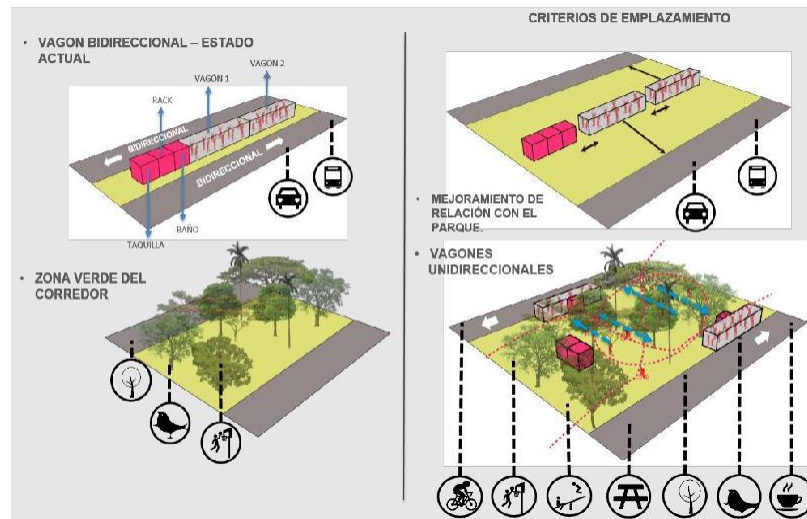 • VAGON BIDIRECCIONAL – ESTADO
ACTUAL
VAGON 2
VAGON 1
RACK
BIDIRECCIONAL
BIDIRECCIONAL
BAÑO
TAQUILLA
• ZONA VERDE DEL
CORREDOR
CRITERIOS DE EMPLAZAMIENTO
• MEJORAMIENTO DE
RELACIÓN CON EL
PARQUE.
• VAGONES
UNIDIRECCIONALES